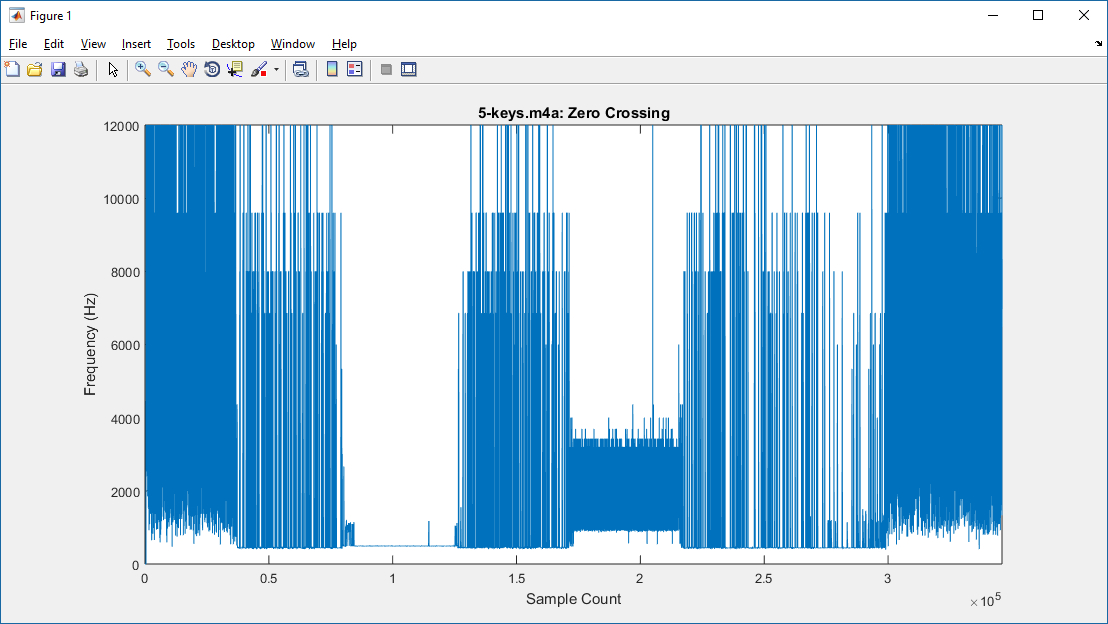 Figure 1
File Edit View Insert Tools Desktop Window Help
5-keys.m4a: Zero Crossing
12000
10000
8000
6000
4000
2000
0
Frequency (Hz)
0 0.5 1 1.5 2 2.5 3
Sample Count
×10⁵